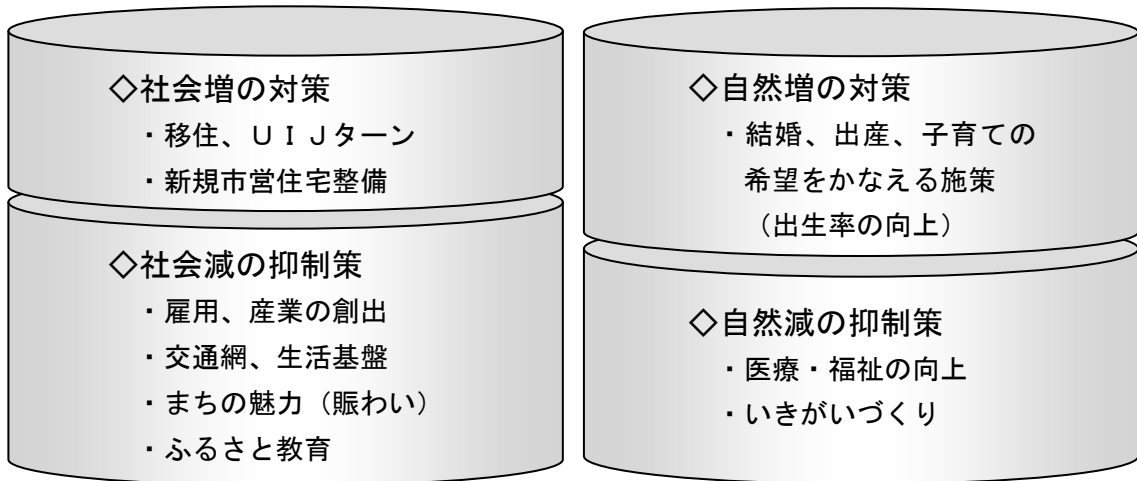 ◇社会増の対策
・移住、ＵＩＪターン
・新規市営住宅整備
◇社会減の抑制策
・雇用、産業の創出
・交通網、生活基盤
・まちの魅力（賑わい）
・ふるさと教育
◇自然増の対策
・結婚、出産、子育ての
希望をかなえる施策
（出生率の向上）
◇自然減の抑制策
・医療・福祉の向上
・いきがいづくり